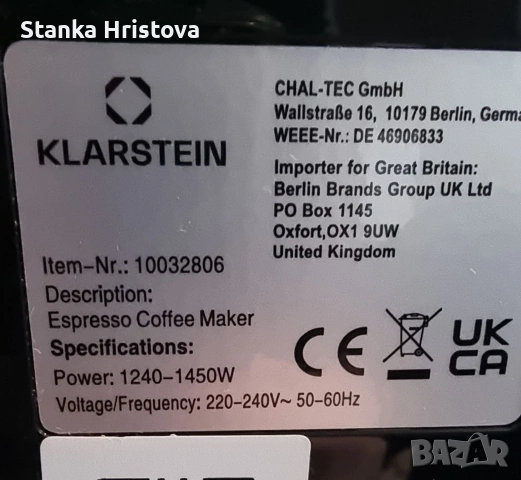 Stanka Hristova
KLARSTEIN
CHAL-TEC GmbH
Wallstraße 16, 10179 Berlin, Germa
WEEE-Nr.: DE 46906833
Importer for Great Britain:
Berlin Brands Group UK Ltd
PO Box 1145
Oxfort,OX1 9UW
United Kingdom
Item-Nr.: 10032806
Description:
Espresso Coffee Maker
Specifications:
Power: 1240-1450W
Voltage/Frequency: 220-240V~ 50-60Hz
CE
UK
CA
BAZAR